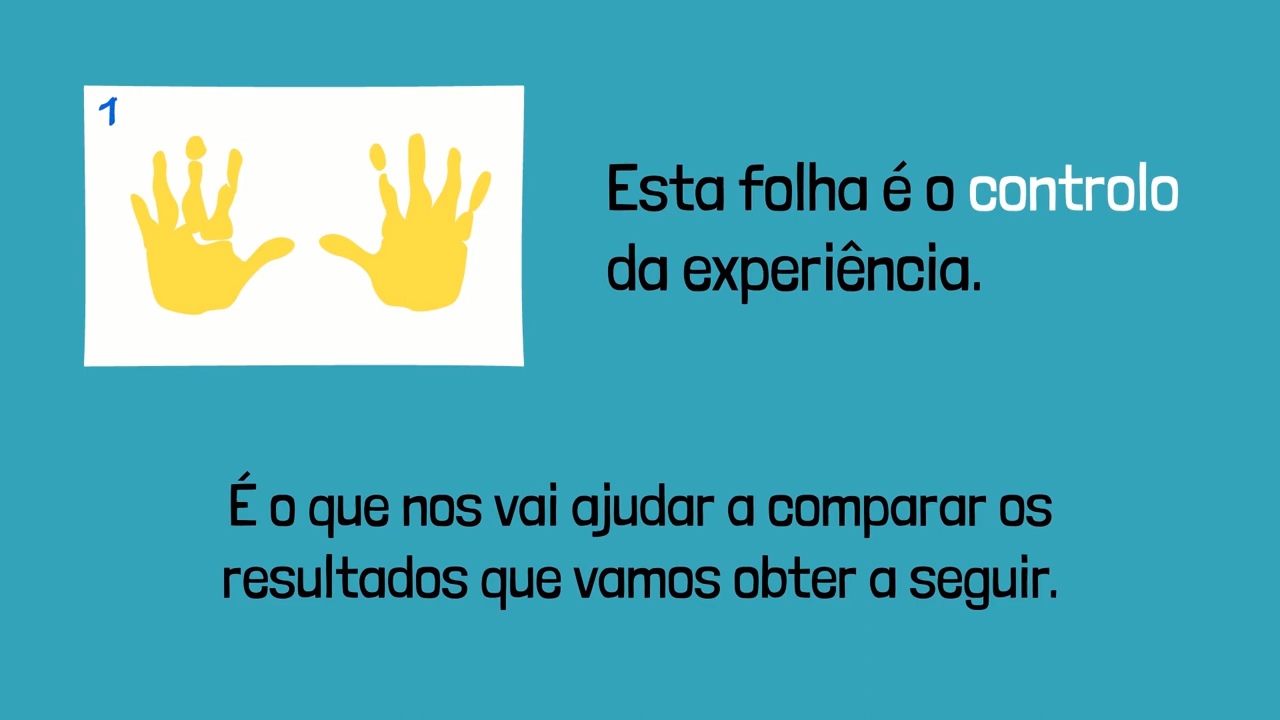 1
Esta folha é o controlo
da experiência.
É o que nos vai ajudar a comparar os
resultados que vamos obter a seguir.